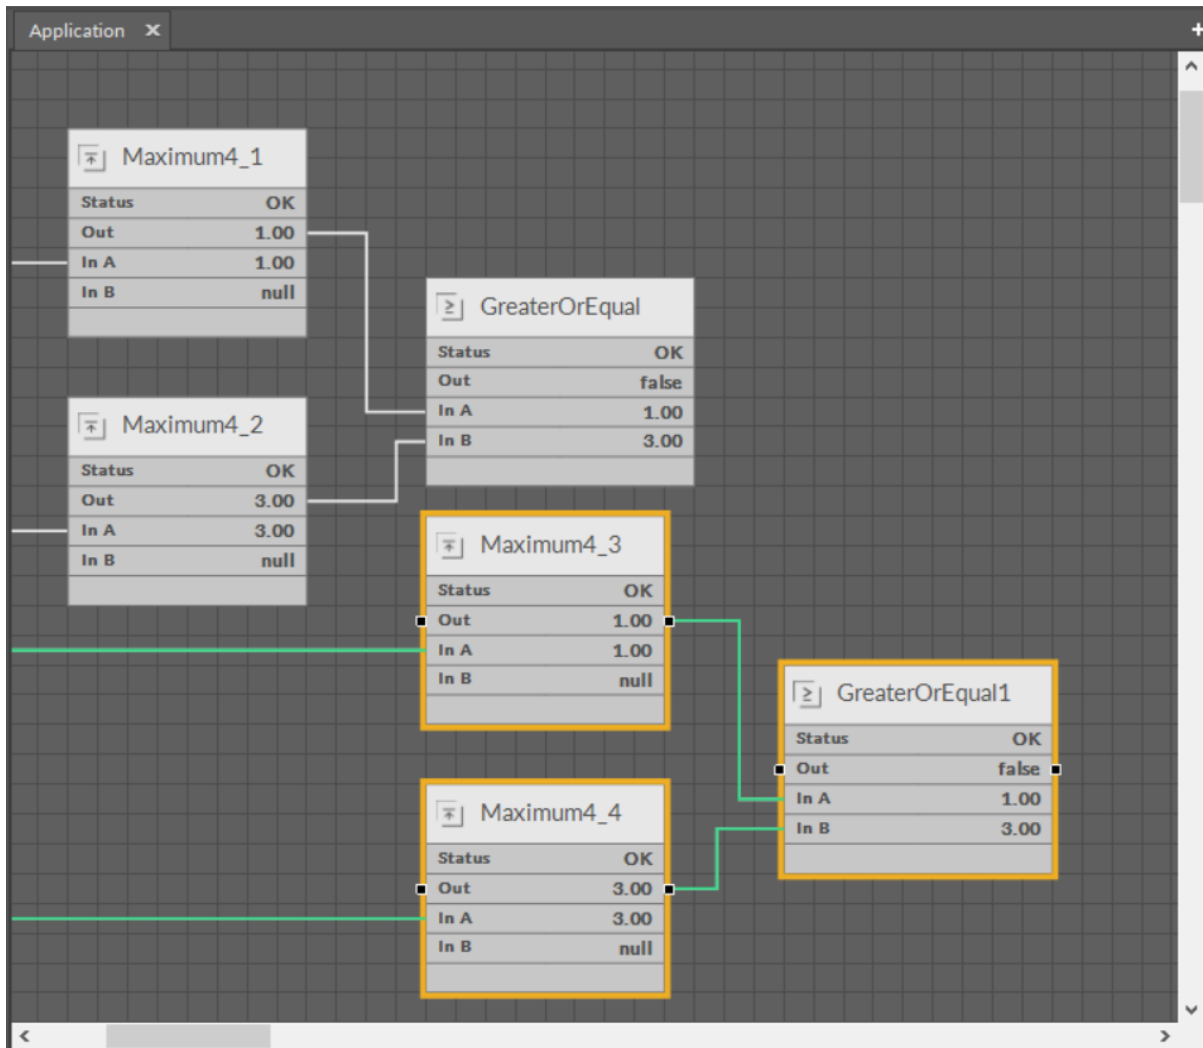 Application
Maximum4_1
Status OK
Out 1.00
In A 1.00
In B null
GreaterOrEqual
Status OK
Out false
In A 1.00
In B 3.00
Maximum4_2
Status OK
Out 3.00
In A 3.00
In B null
Maximum4_3
Status OK
Out 1.00
In A 1.00
In B null
GreaterOrEqual1
Status OK
Out false
In A 1.00
In B 3.00
Maximum4_4
Status OK
Out 3.00
In A 3.00
In B null